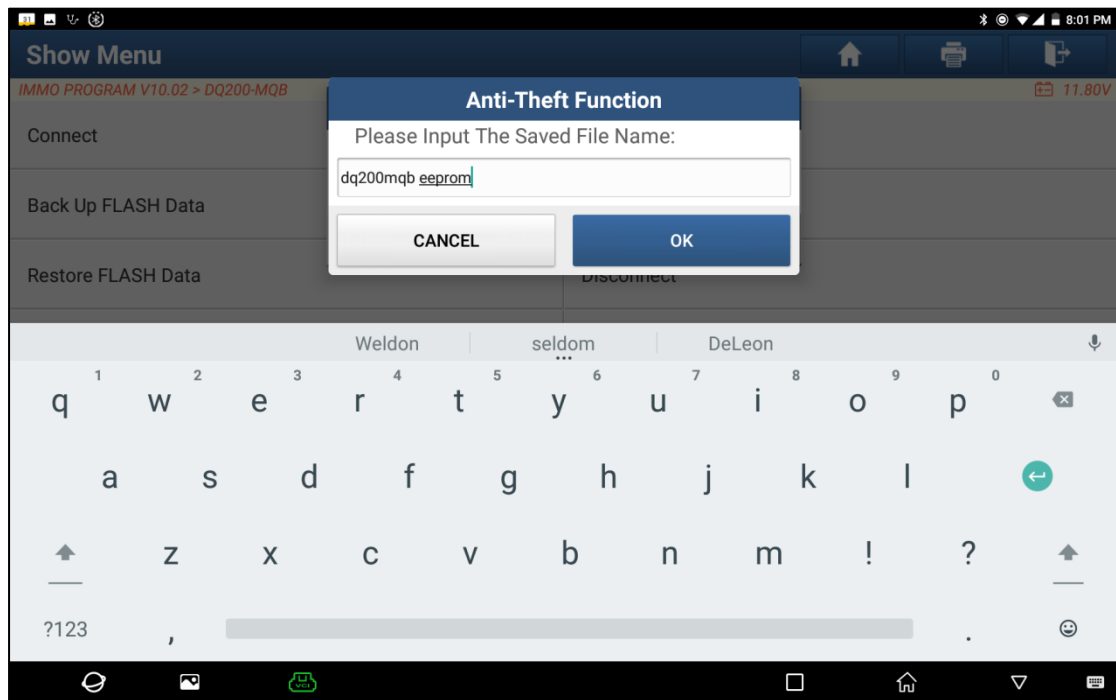 31
8:01 PM
Show Menu
IMMO PROGRAM V10.02 > DQ200-MQB
11.80V
Anti-Theft Function
Please Input The Saved File Name:
dq200mqb eeprom
CANCEL
OK
Connect
Back Up FLASH Data
Restore FLASH Data
Disconnect
Weldon seldom DeLeon
1 2 3 4 5 6 7 8 9 0
q w e r t y u i o p
a s d f g h j k l
z x c v b n m ! ?
?123 , .
VCI